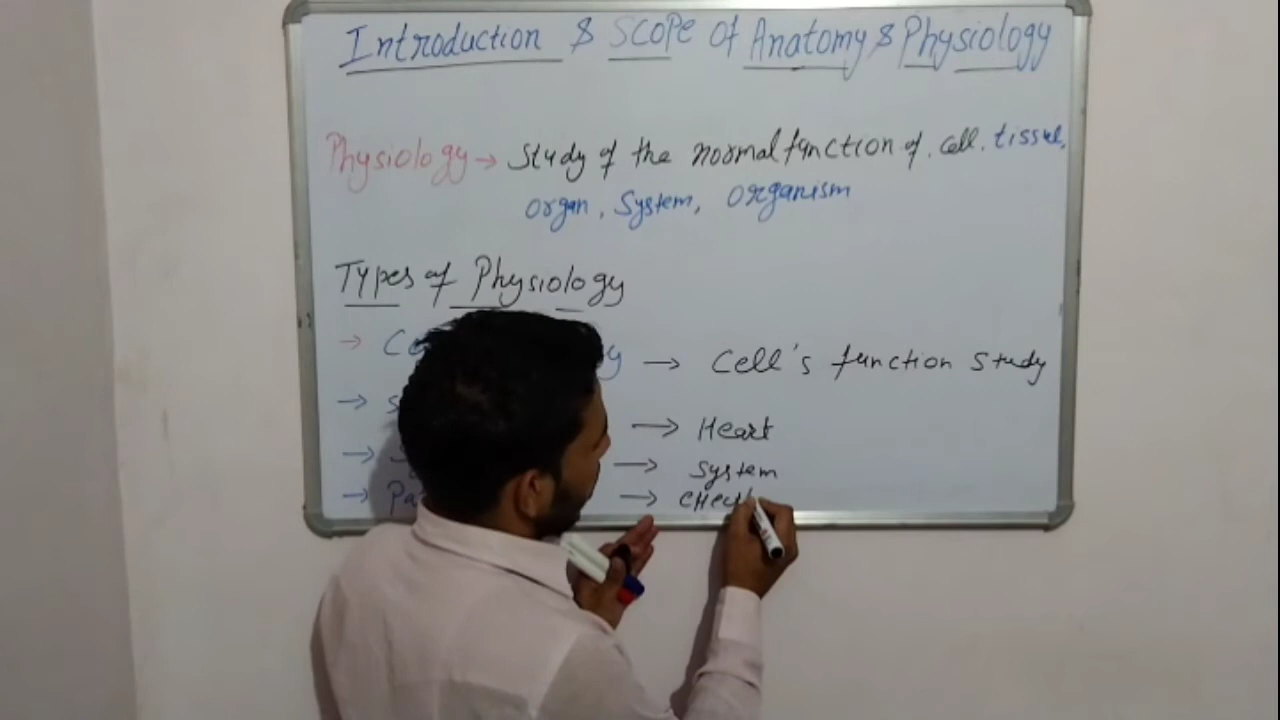 Introduction & Scope of Anatomy & Physiology
Physiology → Study of the normal function of. cell. tissue,
organ, System, Organism
Types of Physiology
→ → Cell's function Study
→ → Heart
→ → System
→ →